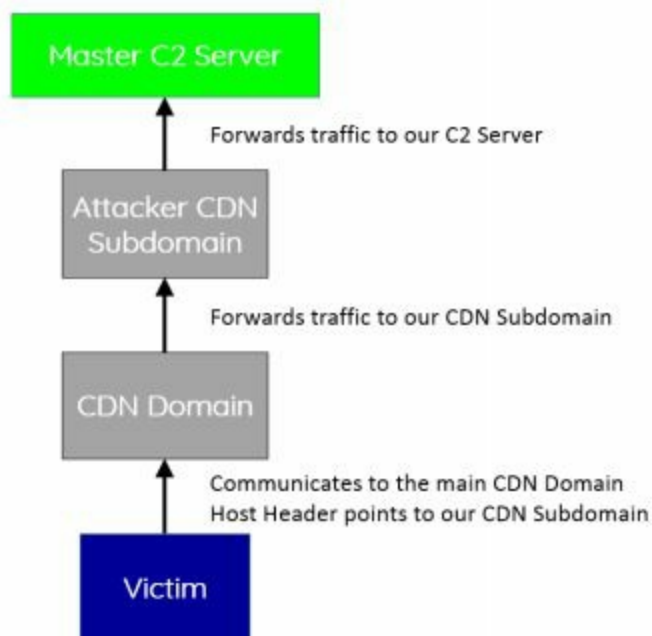 Master C2 Server
Forwards traffic to our C2 Server
Attacker CDN
Subdomain
Forwards traffic to our CDN Subdomain
CDN Domain
Communicates to the main CDN Domain
Host Header points to our CDN Subdomain
Victim